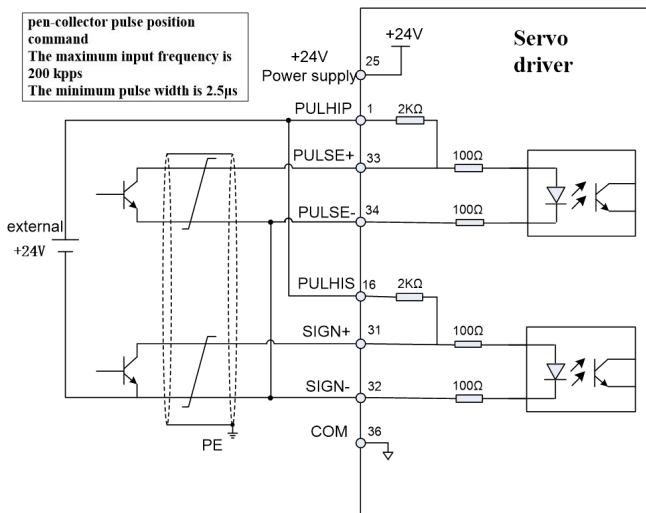 pen-collector pulse position
command
The maximum input frequency is
200 kpps
The minimum pulse width is 2.5μs
Servo
driver
+24V
+24V
Power supply
25
PULHIP
1
2KΩ
PULSE+
33
100Ω
PULSE-
34
100Ω
external
+24V
PULHIS
16
2KΩ
SIGN+
31
100Ω
SIGN-
32
100Ω
COM
36
PE